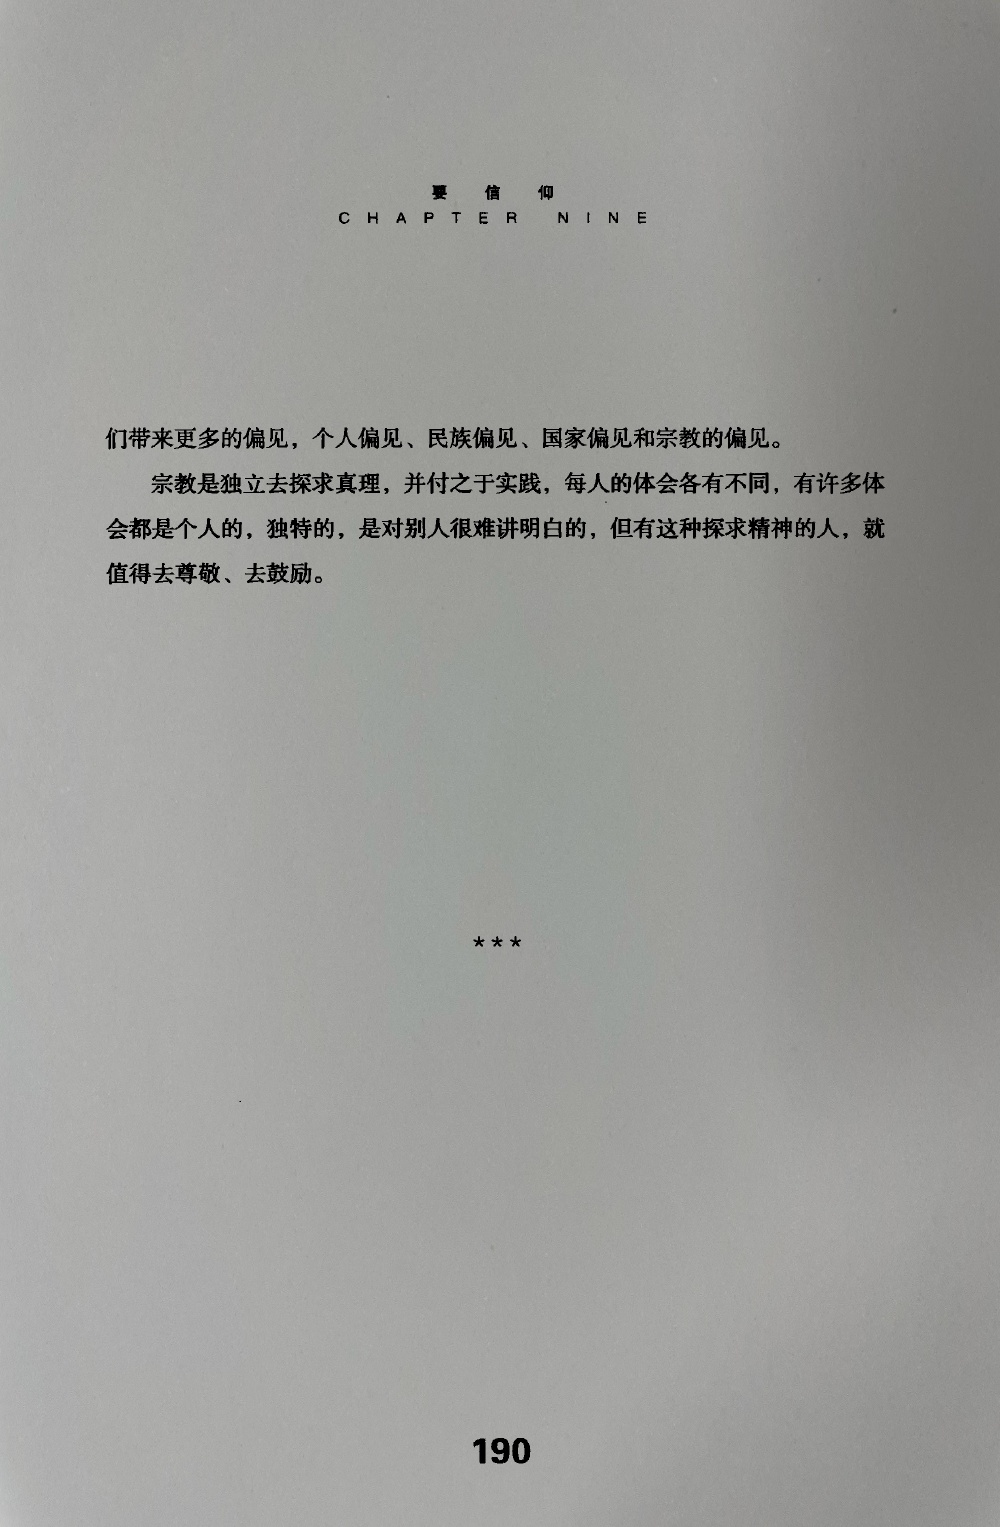 要信仰
CHAPTER NINE
们带来更多的偏见，个人偏见、民族偏见、国家偏见和宗教的偏见。
宗教是独立去探求真理，并付之于实践，每人的体会各有不同，有许多体
会都是个人的，独特的，是对别人很难讲明白的，但有这种探求精神的人，就
值得去尊敬、去鼓励。
***
190